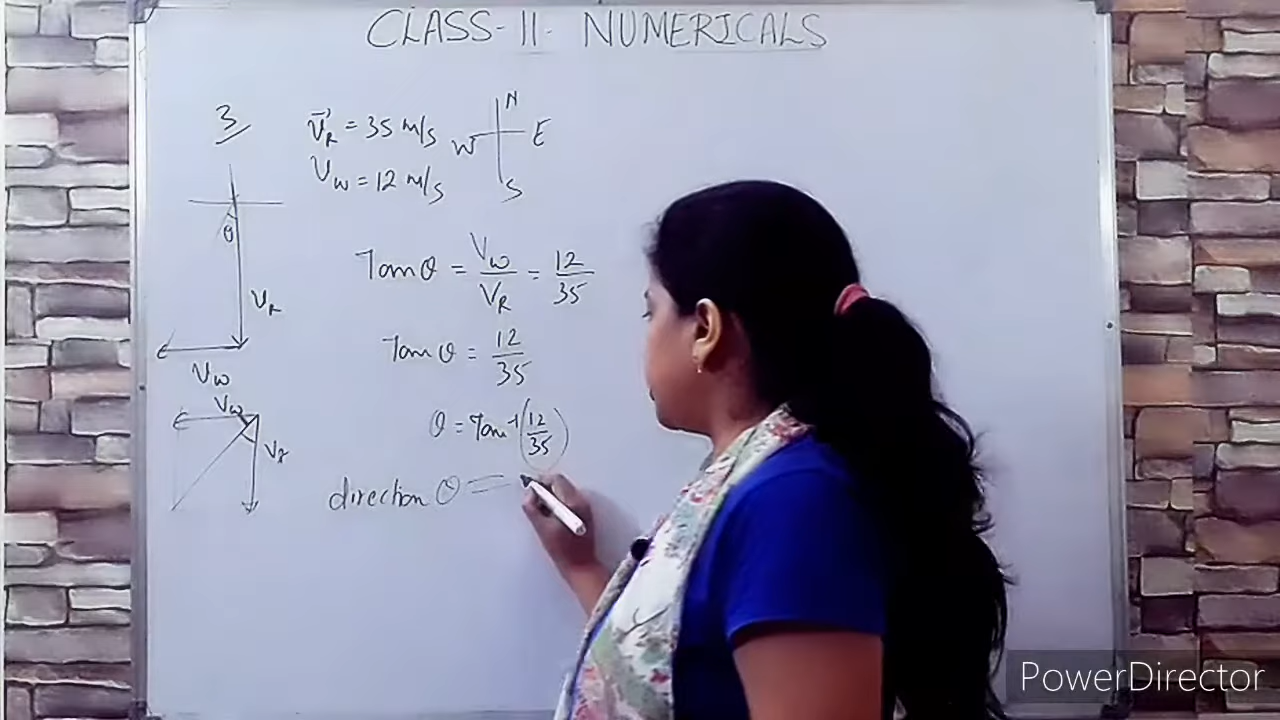 CLASS-11- NUMERICALS
3
V⃗R = 35 m/s
Vw = 12 m/s
N
W E
S
θ
VR
Vw
Tan θ = Vw/VR = 12/35
Tan θ = 12/35
Vw
VR
θ = Tan⁻¹(12/35)
direction θ =
PowerDirector